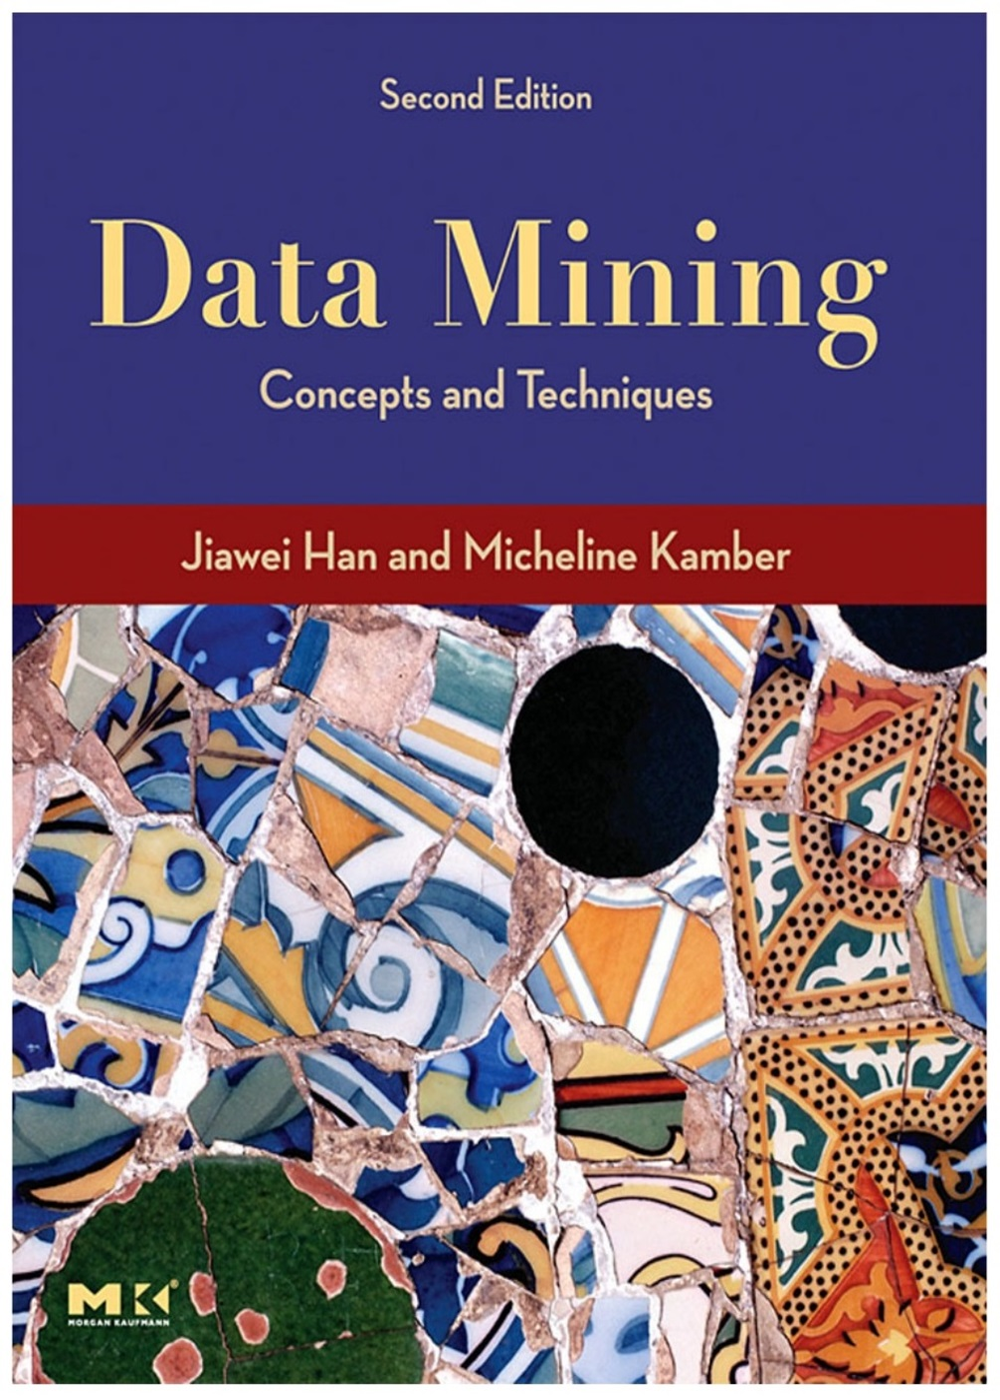 Second Edition
Data Mining
Concepts and Techniques
Jiawei Han and Micheline Kamber
MK®
MORGAN KAUFMANN